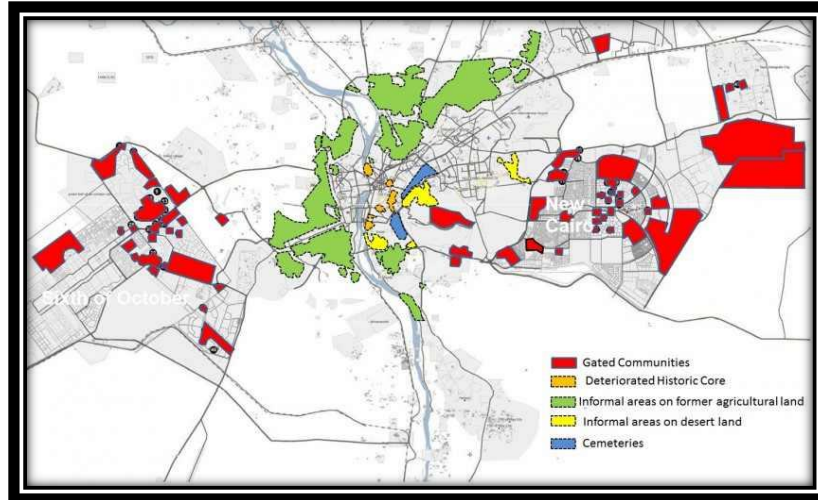 New
Cairo
Sixth of October
Gated Communities
Deteriorated Historic Core
Informal areas on former agricultural land
Informal areas on desert land
Cemeteries